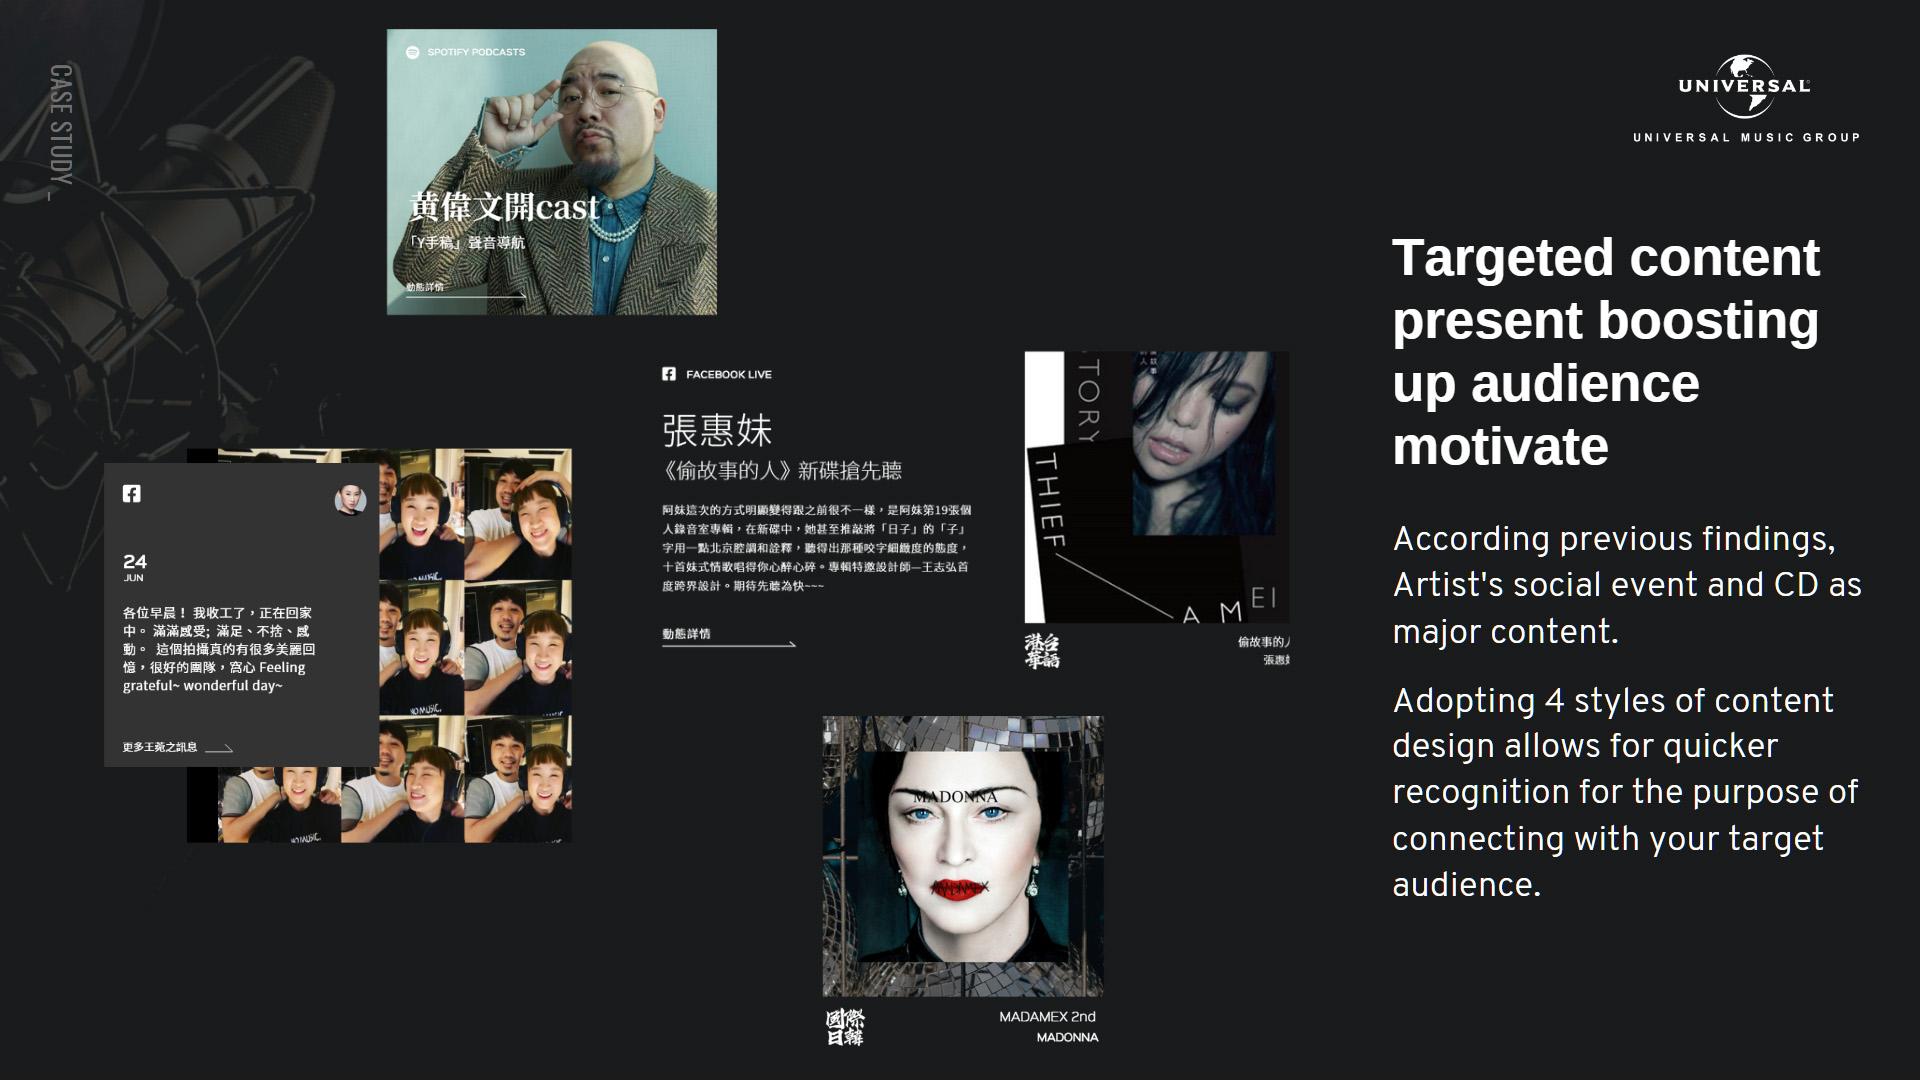 CASE STUDY _
SPOTIFY PODCASTS
黃偉文開cast
「Y手稿」聲音導航
動態詳情
UNIVERSAL
UNIVERSAL MUSIC GROUP
FACEBOOK LIVE
張惠妹
《偷故事的人》新碟搶先聽
阿妹這次的方式明顯變得跟之前很不一樣，是阿妹第19張個
人錄音室專輯，在新碟中，她甚至推敲將「日子」的「子」
字用一點北京腔調和詮釋，聽得出那種咬字細緻度的態度，
十首妹式情歌唱得你心醉心碎。專輯特邀設計師—王志弘首
度跨界設計。期待先聽為快~~~
動態詳情
TORY
THIEF
A MEI
港台
華語
偷故事的人
張惠妹
24
JUN
各位早晨！ 我收工了，正在回家
中。 滿滿感受; 滿足、不捨、感
動。 這個拍攝真的有很多美麗回
憶，很好的團隊，窩心 Feeling
grateful~ wonderful day~
更多王菀之訊息
NO MUSIC.
NO MUSIC.
NO MUSIC.
NO MUSIC.
MADONNA
MADAMEX
國際
日韓
MADAMEX 2nd
MADONNA
Targeted content
present boosting
up audience
motivate
According previous findings,
Artist's social event and CD as
major content.
Adopting 4 styles of content
design allows for quicker
recognition for the purpose of
connecting with your target
audience.